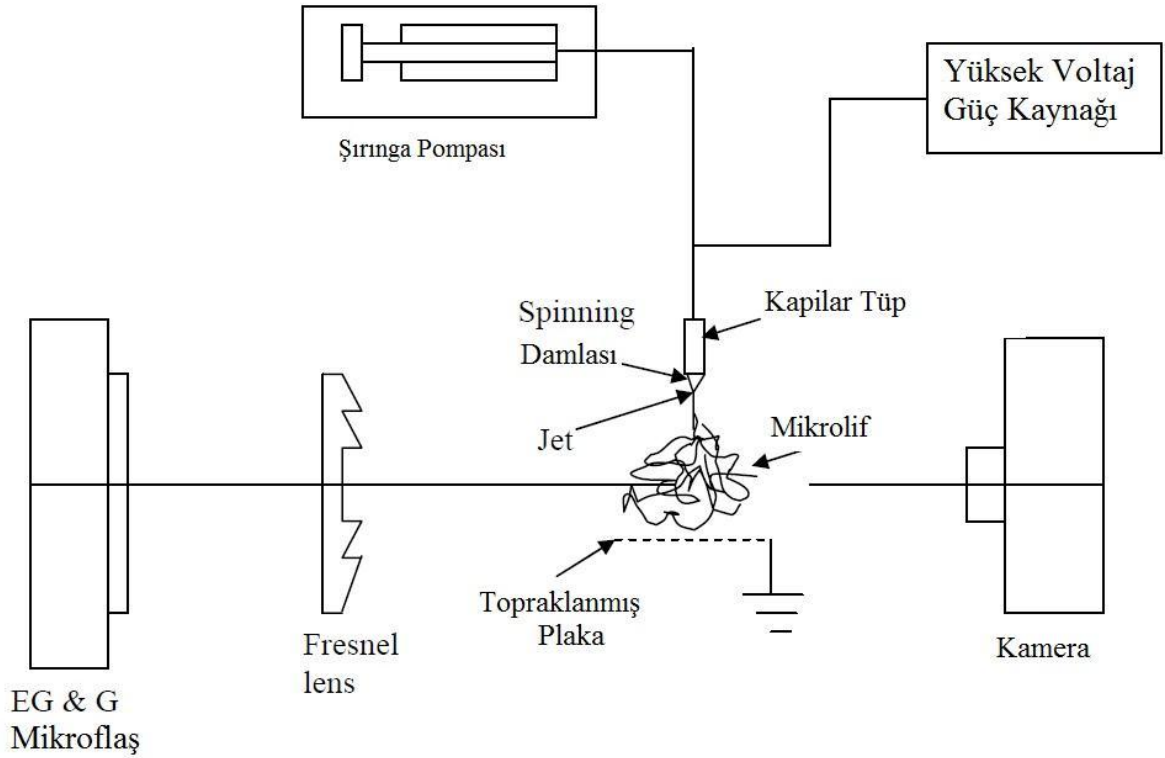 Yüksek Voltaj
Güç Kaynağı
Şırınga Pompası
Kapilar Tüp
Spinning
Damlası
Jet
Mikrolif
Topraklanmış
Plaka
Fresnel
lens
Kamera
EG & G
Mikroflaş